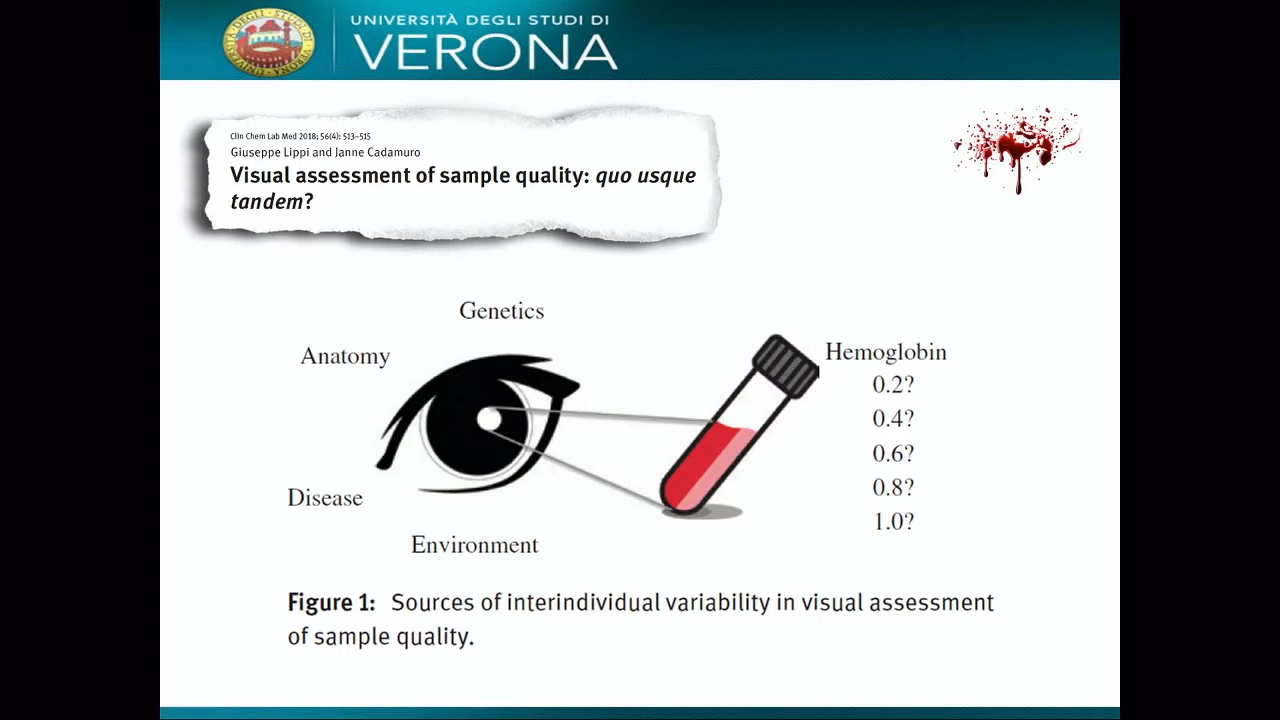 UNIVERSITÀ DEGLI STUDI DI
VERONA
Clin Chem Lab Med 2018; 56(4): 513–515
Giuseppe Lippi and Janne Cadamuro
Visual assessment of sample quality: quo usque
tandem?
Genetics
Anatomy
Disease
Environment
Hemoglobin
0.2?
0.4?
0.6?
0.8?
1.0?
Figure 1: Sources of interindividual variability in visual assessment
of sample quality.